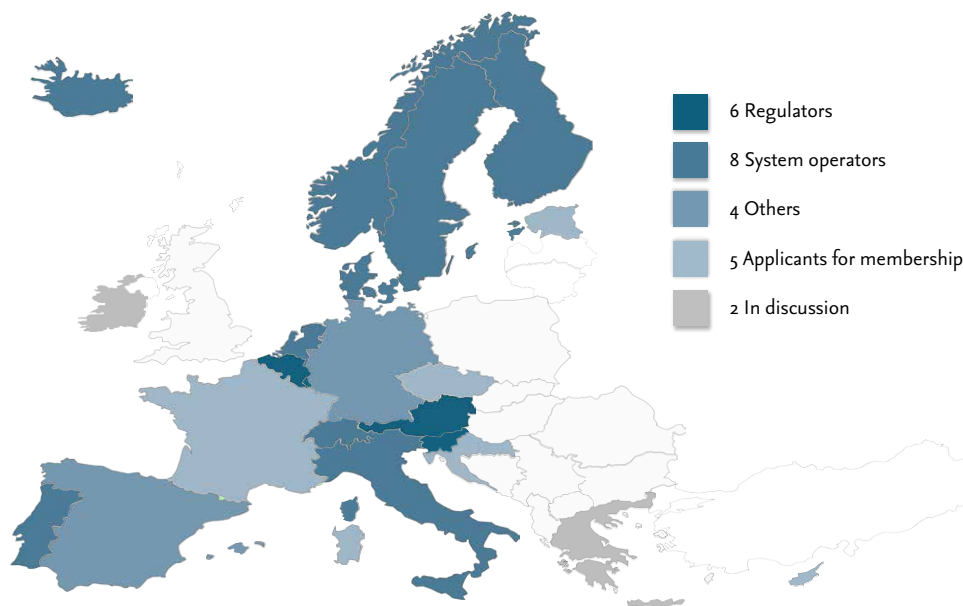 6 Regulators
8 System operators
4 Others
5 Applicants for membership
2 In discussion